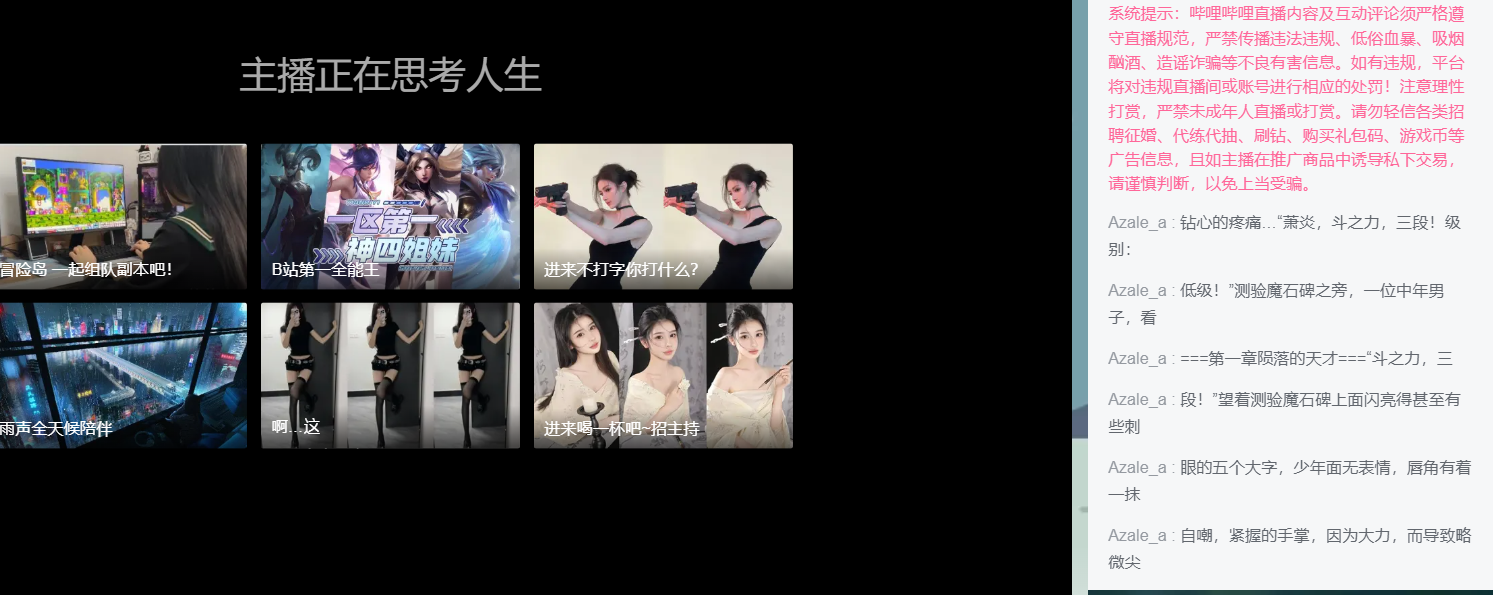 主播正在思考人生
冒险岛 一起组队副本吧!
一区第一
神四姐妹
B站第一全能王
进来不打字你打什么?
雨声全天候陪伴
啊...这
进来喝一杯吧~招主持
系统提示：哔哩哔哩直播内容及互动评论须严格遵
守直播规范，严禁传播违法违规、低俗血暴、吸烟
酗酒、造谣诈骗等不良有害信息。如有违规，平台
将对违规直播间或账号进行相应的处罚！注意理性
打赏，严禁未成年人直播或打赏。请勿轻信各类招
聘征婚、代练代抽、刷钻、购买礼包码、游戏币等
广告信息，且如主播在推广商品中诱导私下交易，
请谨慎判断，以免上当受骗。
Azale_a : 钻心的疼痛...“萧炎，斗之力，三段！级
别：
Azale_a : 低级！”测验魔石碑之旁，一位中年男
子，看
Azale_a : ===第一章陨落的天才===“斗之力，三
Azale_a : 段！”望着测验魔石碑上面闪亮得甚至有
些刺
Azale_a : 眼的五个大字，少年面无表情，唇角有着
一抹
Azale_a : 自嘲，紧握的手掌，因为大力，而导致略
微尖